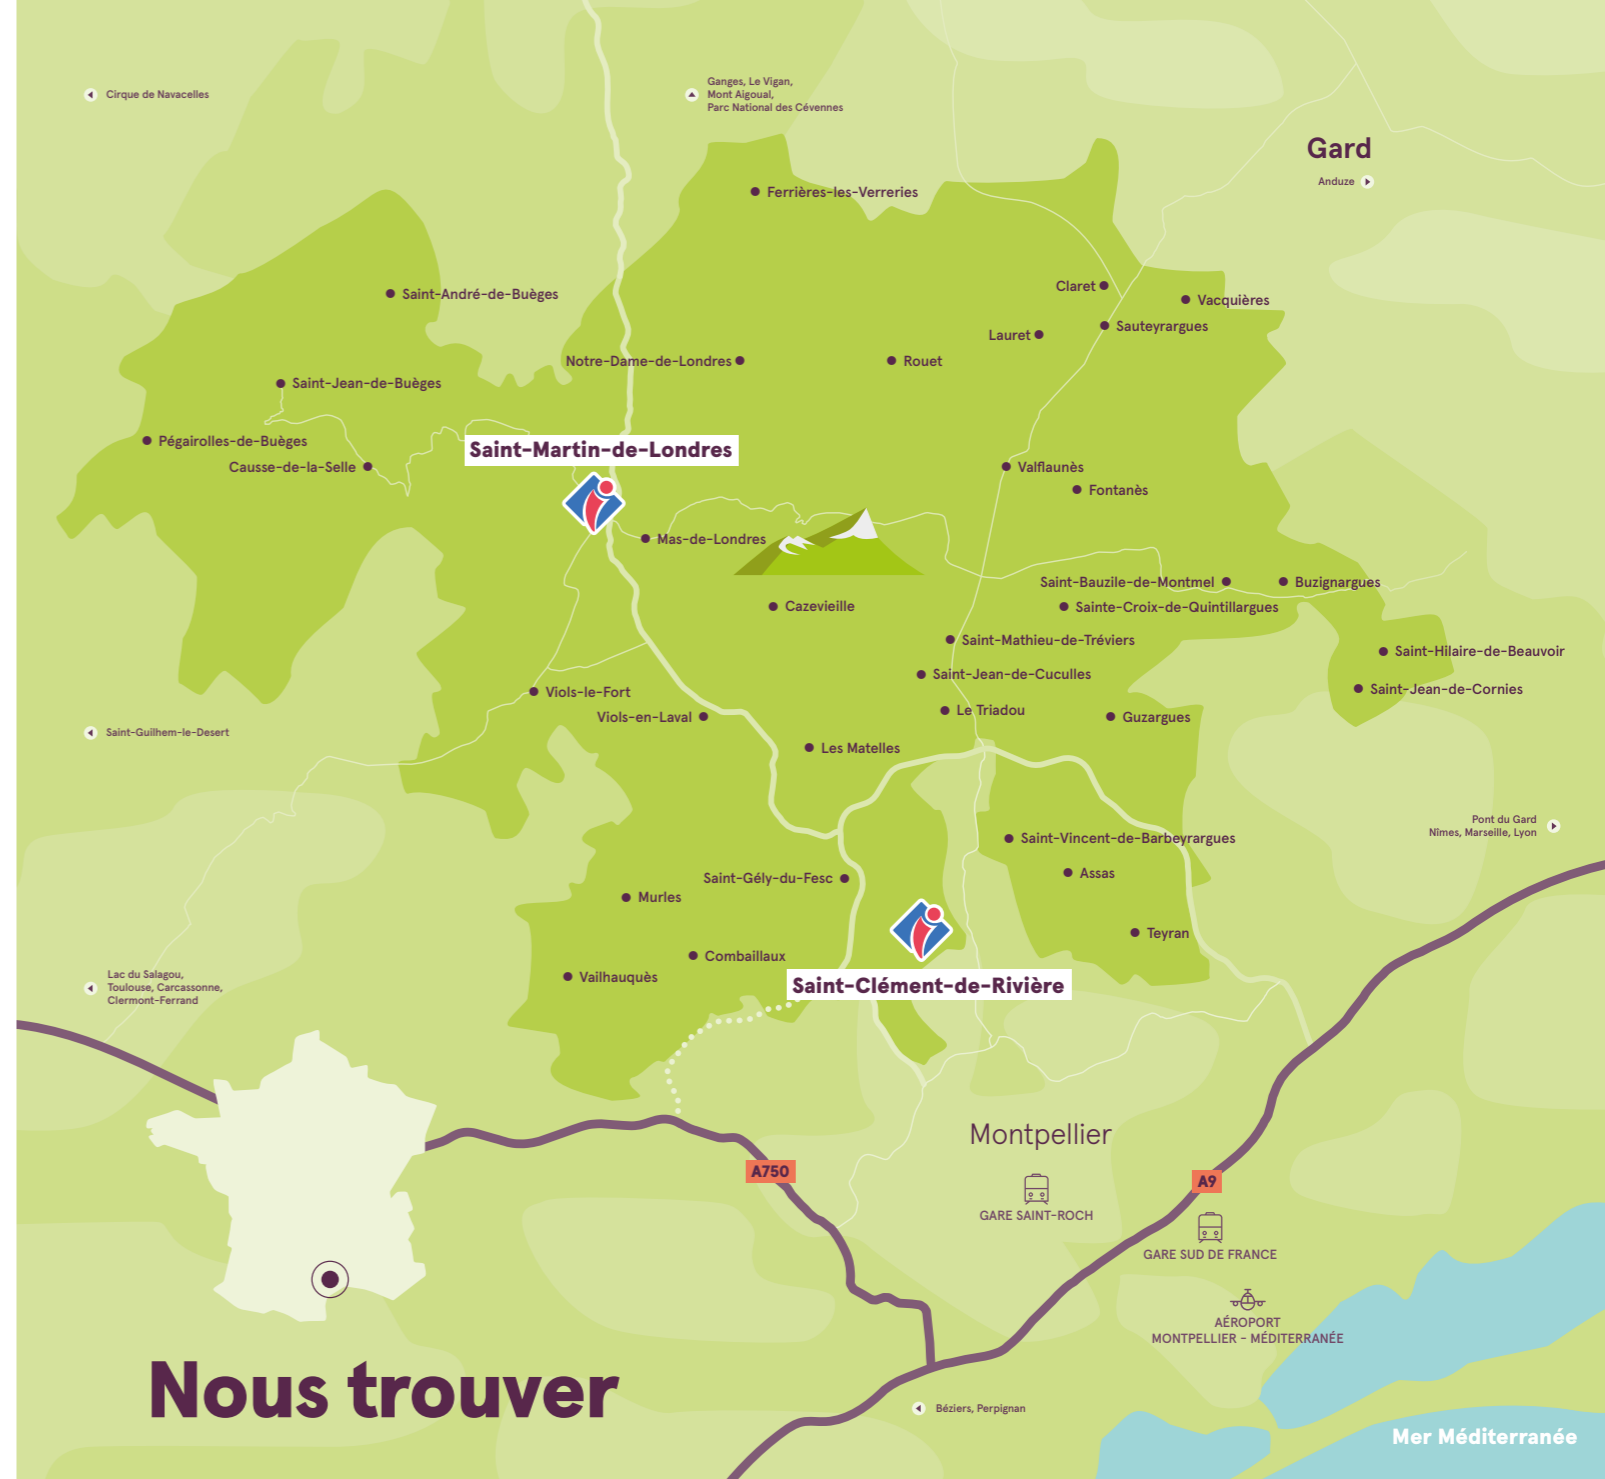 Ganges, Le Vigan,
Mont Aigoual,
Parc National des Cévennes
Cirque de Navacelles
Gard
Anduze
Ferrières-les-Verreries
Claret
Saint-André-de-Buèges
Vacquières
Sauteyrargues
Lauret
Notre-Dame-de-Londres
Rouet
Saint-Jean-de-Buèges
Pégairolles-de-Buèges
Saint-Martin-de-Londres
Causse-de-la-Selle
Valflaunès
Fontanès
Mas-de-Londres
Saint-Bauzile-de-Montmel
Buzignargues
Cazevieille
Sainte-Croix-de-Quintillargues
Saint-Mathieu-de-Tréviers
Saint-Hilaire-de-Beauvoir
Saint-Jean-de-Cuculles
Saint-Jean-de-Cornies
Viols-le-Fort
Le Triadou
Viols-en-Laval
Guzargues
Saint-Guilhem-le-Desert
Les Matelles
Pont du Gard
Nîmes, Marseille, Lyon
Saint-Vincent-de-Barbeyrargues
Assas
Saint-Gély-du-Fesc
Murles
Teyran
Combaillaux
Vailhauquès
Lac du Salagou,
Toulouse, Carcassonne,
Clermont-Ferrand
Saint-Clément-de-Rivière
Montpellier
A750
A9
GARE SAINT-ROCH
GARE SUD DE FRANCE
AÉROPORT
MONTPELLIER - MÉDITERRANÉE
Nous trouver
Béziers, Perpignan
Mer Méditerranée